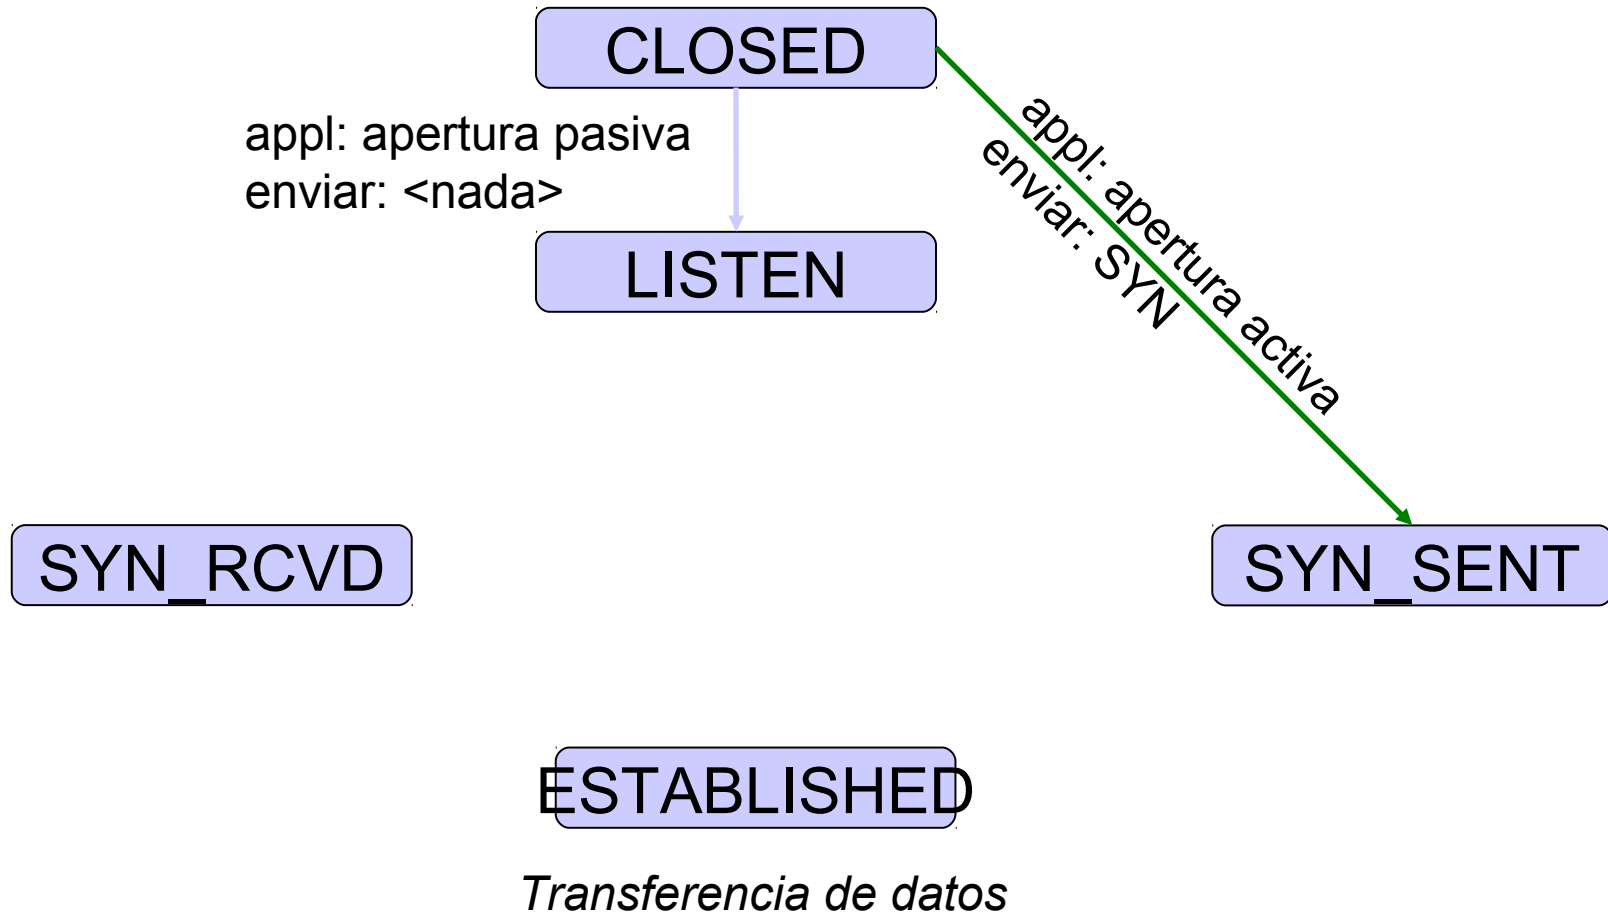 CLOSED
appl: apertura pasiva
enviar: <nada>
appl: apertura activa
enviar: SYN
LISTEN
SYN_RCVD
SYN_SENT
ESTABLISHED
Transferencia de datos